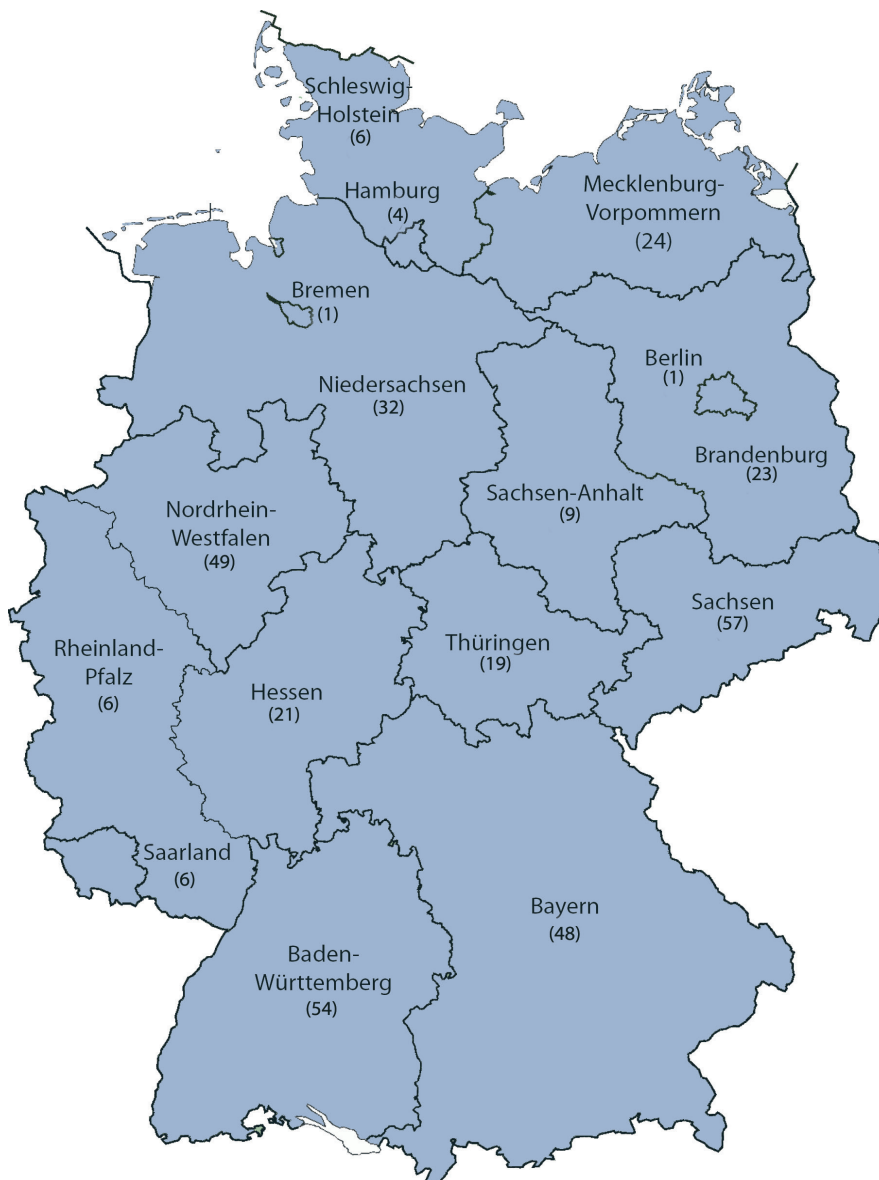 Schleswig-
Holstein
(6)
Hamburg
(4)
Mecklenburg-
Vorpommern
(24)
Bremen
(1)
Niedersachsen
(32)
Berlin
(1)
Brandenburg
(23)
Sachsen-Anhalt
(9)
Nordrhein-
Westfalen
(49)
Sachsen
(57)
Thüringen
(19)
Rheinland-
Pfalz
(6)
Hessen
(21)
Saarland
(6)
Bayern
(48)
Baden-
Württemberg
(54)